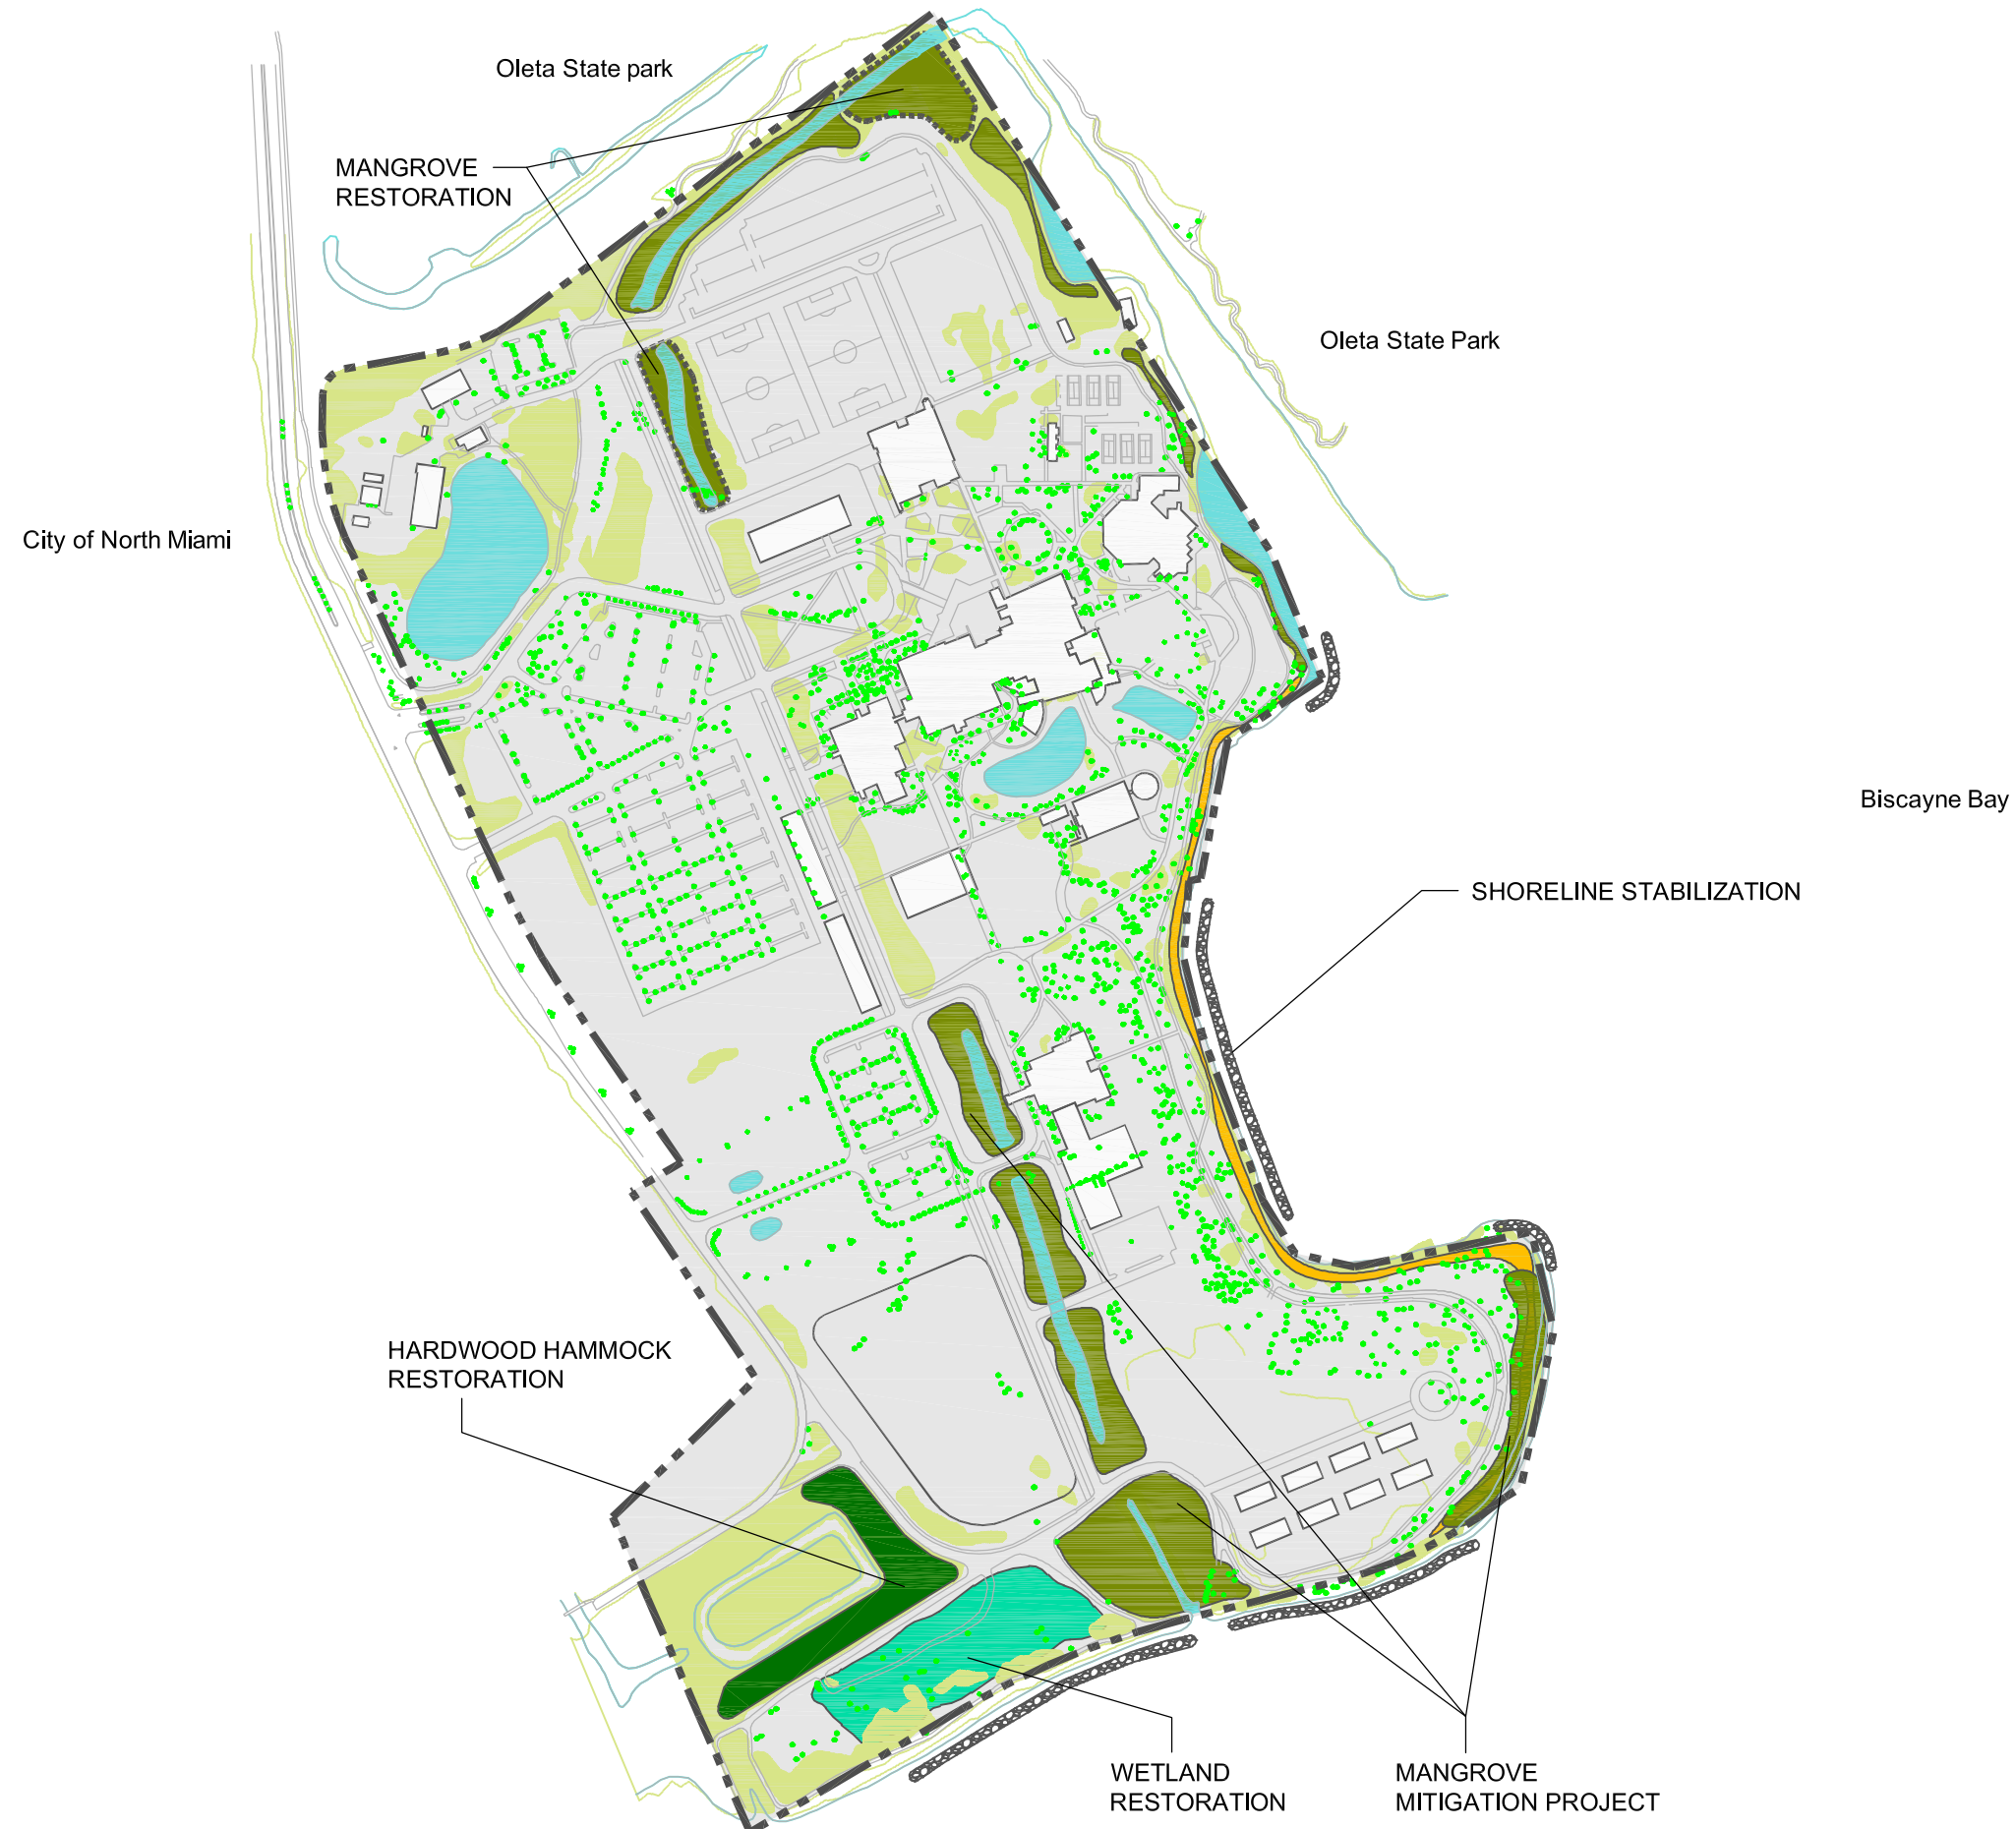 Oleta State park
MANGROVE
RESTORATION
Oleta State Park
City of North Miami
Biscayne Bay
SHORELINE STABILIZATION
HARDWOOD HAMMOCK
RESTORATION
WETLAND
RESTORATION
MANGROVE
MITIGATION PROJECT